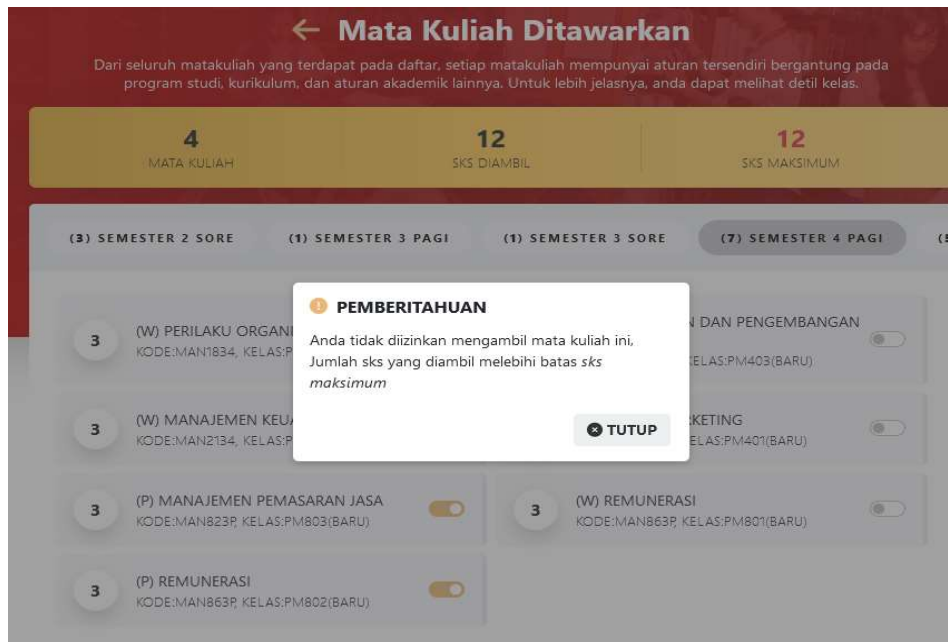 ← Mata Kuliah Ditawarkan
Dari seluruh matakuliah yang terdapat pada daftar, setiap matakuliah mempunyai aturan tersendiri bergantung pada
program studi, kurikulum, dan aturan akademik lainnya. Untuk lebih jelasnya, anda dapat melihat detil kelas.
4
MATA KULIAH
12
SKS DIAMBIL
12
SKS MAKSIMUM
(3) SEMESTER 2 SORE
(1) SEMESTER 3 PAGI
(1) SEMESTER 3 SORE
(7) SEMESTER 4 PAGI
PEMBERITAHUAN
Anda tidak diizinkan mengambil mata kuliah ini,
Jumlah sks yang diambil melebihi batas sks
maksimum
TUTUP
3
(W) PERILAKU
KODE:MAN1834,
DAN PENGEMBANGAN
KELAS:PM403(BARU)
3
(W) MANAJEMEN
KODE:MAN2134,
KELAS:PM401(BARU)
3
(P) MANAJEMEN PEMASARAN JASA
KODE:MAN823P, KELAS:PM803(BARU)
3
(W) REMUNERASI
KODE:MAN863P, KELAS:PM801(BARU)
3
(P) REMUNERASI
KODE:MAN863P, KELAS:PM802(BARU)